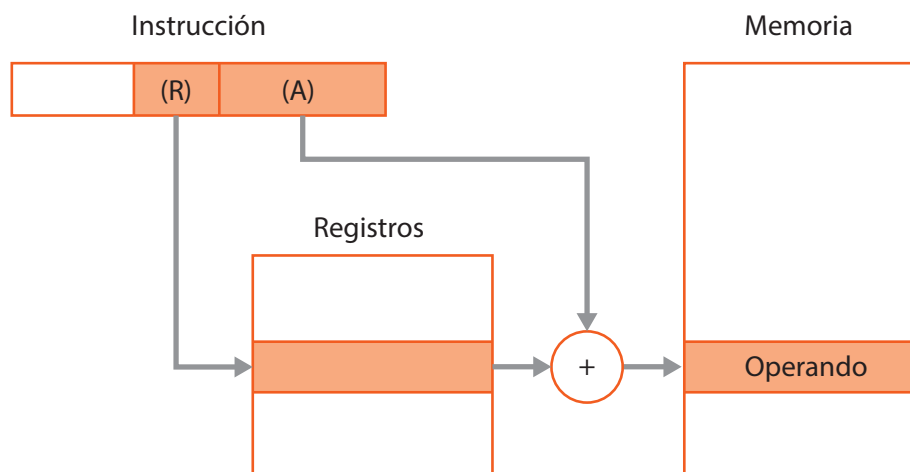 Instrucción
Memoria
(R)
(A)
Registros
+
Operando